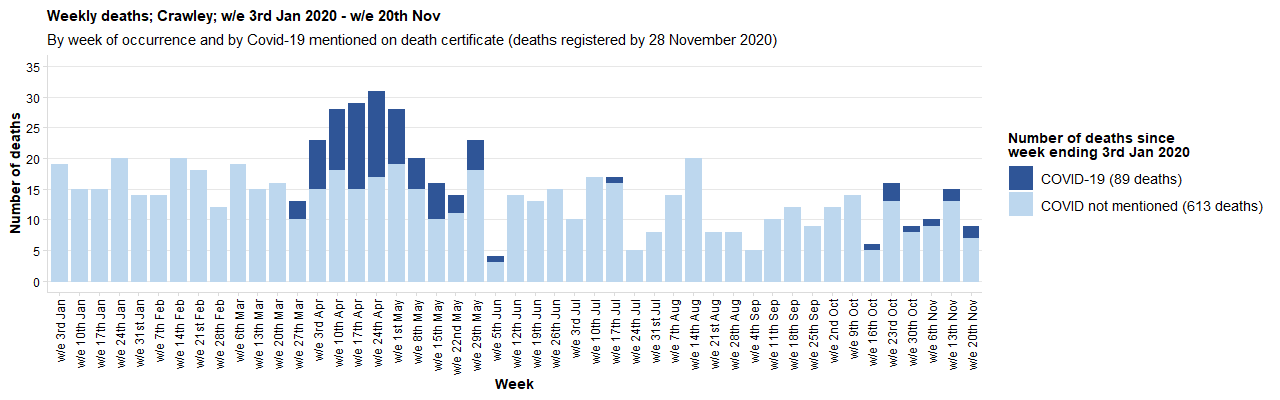 Weekly deaths; Crawley; w/e 3rd Jan 2020 - w/e 20th Nov
By week of occurrence and by Covid-19 mentioned on death certificate (deaths registered by 28 November 2020)
35
30
25
20
15
10
5
0
Number of deaths
w/e 3rd Jan
w/e 10th Jan
w/e 17th Jan
w/e 24th Jan
w/e 31st Jan
w/e 7th Feb
w/e 14th Feb
w/e 21st Feb
w/e 28th Feb
w/e 6th Mar
w/e 13th Mar
w/e 20th Mar
w/e 27th Mar
w/e 3rd Apr
w/e 10th Apr
w/e 17th Apr
w/e 24th Apr
w/e 1st May
w/e 8th May
w/e 15th May
w/e 22nd May
w/e 29th May
w/e 5th Jun
w/e 12th Jun
w/e 19th Jun
w/e 26th Jun
w/e 3rd Jul
w/e 10th Jul
w/e 17th Jul
w/e 24th Jul
w/e 31st Jul
w/e 7th Aug
w/e 14th Aug
w/e 21st Aug
w/e 28th Aug
w/e 4th Sep
w/e 11th Sep
w/e 18th Sep
w/e 25th Sep
w/e 2nd Oct
w/e 9th Oct
w/e 16th Oct
w/e 23rd Oct
w/e 30th Oct
w/e 6th Nov
w/e 13th Nov
w/e 20th Nov
Week
Number of deaths since
week ending 3rd Jan 2020
COVID-19 (89 deaths)
COVID not mentioned (613 deaths)